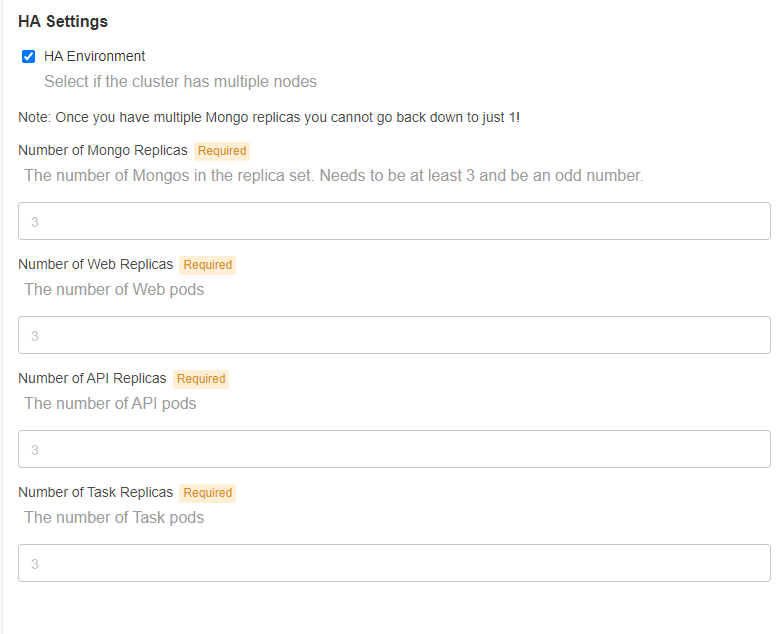 HA Settings
HA Environment
Select if the cluster has multiple nodes
Note: Once you have multiple Mongo replicas you cannot go back down to just 1!
Number of Mongo Replicas Required
The number of Mongos in the replica set. Needs to be at least 3 and be an odd number.
3
Number of Web Replicas Required
The number of Web pods
3
Number of API Replicas Required
The number of API pods
3
Number of Task Replicas Required
The number of Task pods
3